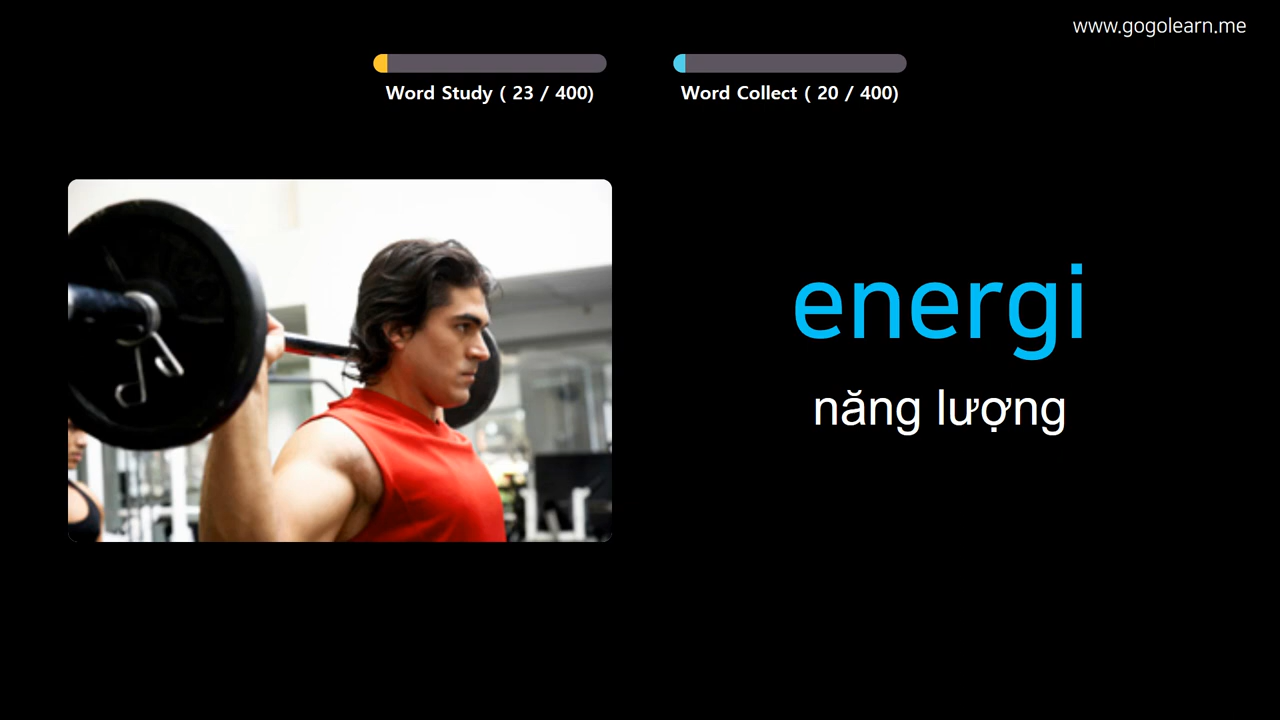 www.gogolearn.me
Word Study ( 23 / 400)
Word Collect ( 20 / 400)
energi
năng lượng